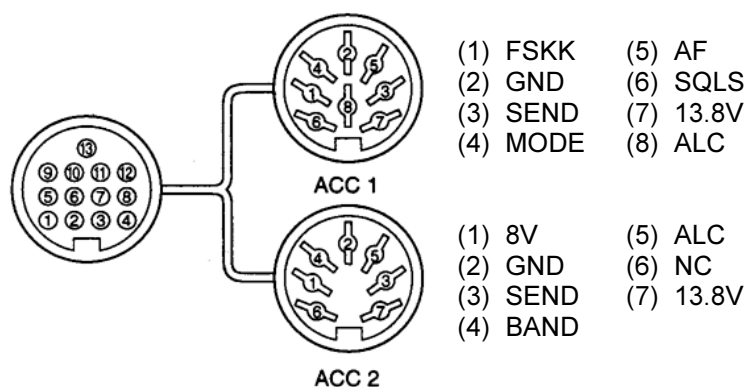 ⑬
⑨ ⑩ ⑪ ⑫
⑤ ⑥ ⑦ ⑧
① ② ③ ④
②
④ ⑤
① ③
⑧
⑥ ⑦
ACC 1
(1) FSKK (5) AF
(2) GND (6) SQLS
(3) SEND (7) 13.8V
(4) MODE (8) ALC
②
④ ⑤
① ③
⑥ ⑦
ACC 2
(1) 8V (5) ALC
(2) GND (6) NC
(3) SEND (7) 13.8V
(4) BAND